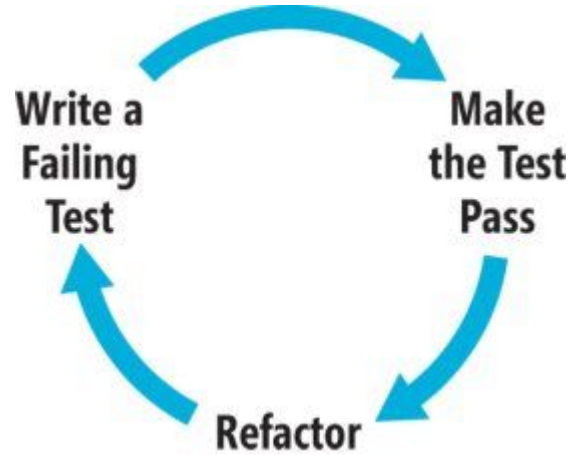 Write a
Failing
Test
Make
the Test
Pass
Refactor